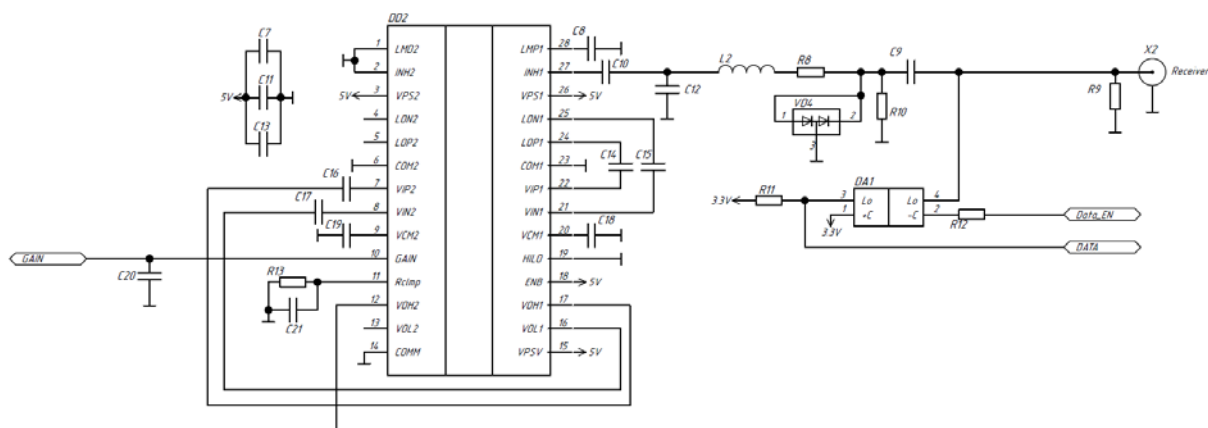 DD2
C7
C11
5V
C13
1 LMD2
2 INH2
5V 3 VPS2
4 LON2
5 LOP2
6 COM2
C16 7 VIP2
C17 8 VIN2
C19 9 VCM2
GAIN 10 GAIN
C20
R13 11 Rclmp
C21
12 VOH2
13 VOL2
14 COMM
LMP1 28 C8
INH1 27 C10
VPS1 26 5V
LON1 25
LOP1 24 C14 C15
COM1 23
VIP1 22
VIN1 21
VCM1 20 C18
HILO 19
ENB 18 5V
VOH1 17
VOL1 16
VPSV 15 5V
C12
L2
R8
C9
X2
Receiver
R9
R10
VD4
1 2
3
DA1
3.3V R11
3 Lo Lo 4
1 +C -C 2
3.3V
R12
Data_EN
DATA